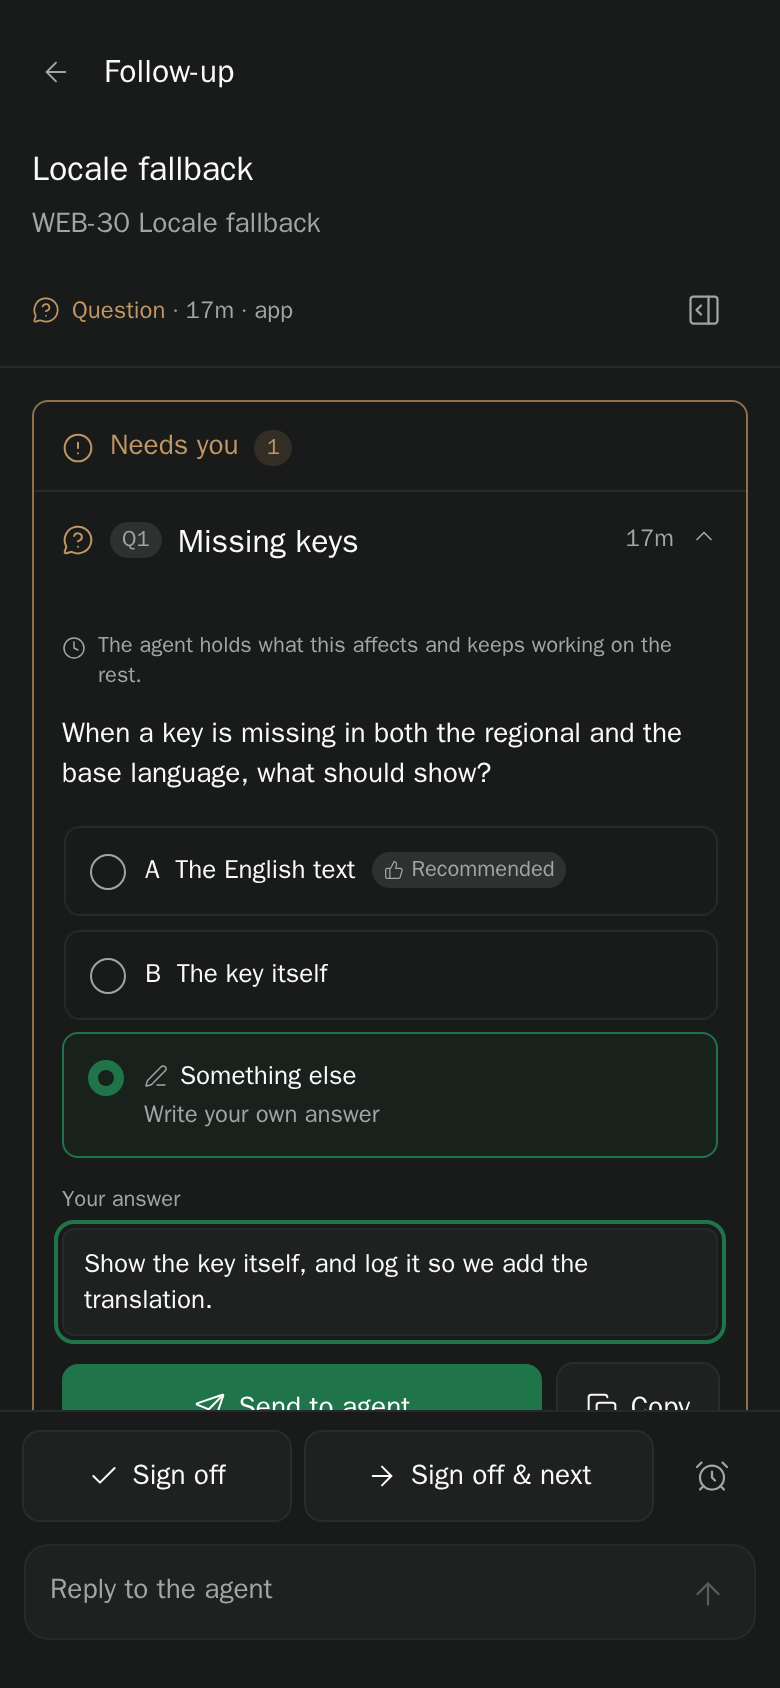 Follow-up
Locale fallback
WEB-30 Locale fallback
Question · 17m · app
Needs you 1
Q1 Missing keys 17m
The agent holds what this affects and keeps working on the
rest.
When a key is missing in both the regional and the
base language, what should show?
A The English text Recommended
B The key itself
Something else
Write your own answer
Your answer
Show the key itself, and log it so we add the
translation.
Send to agent Copy
Sign off Sign off & next
Reply to the agent